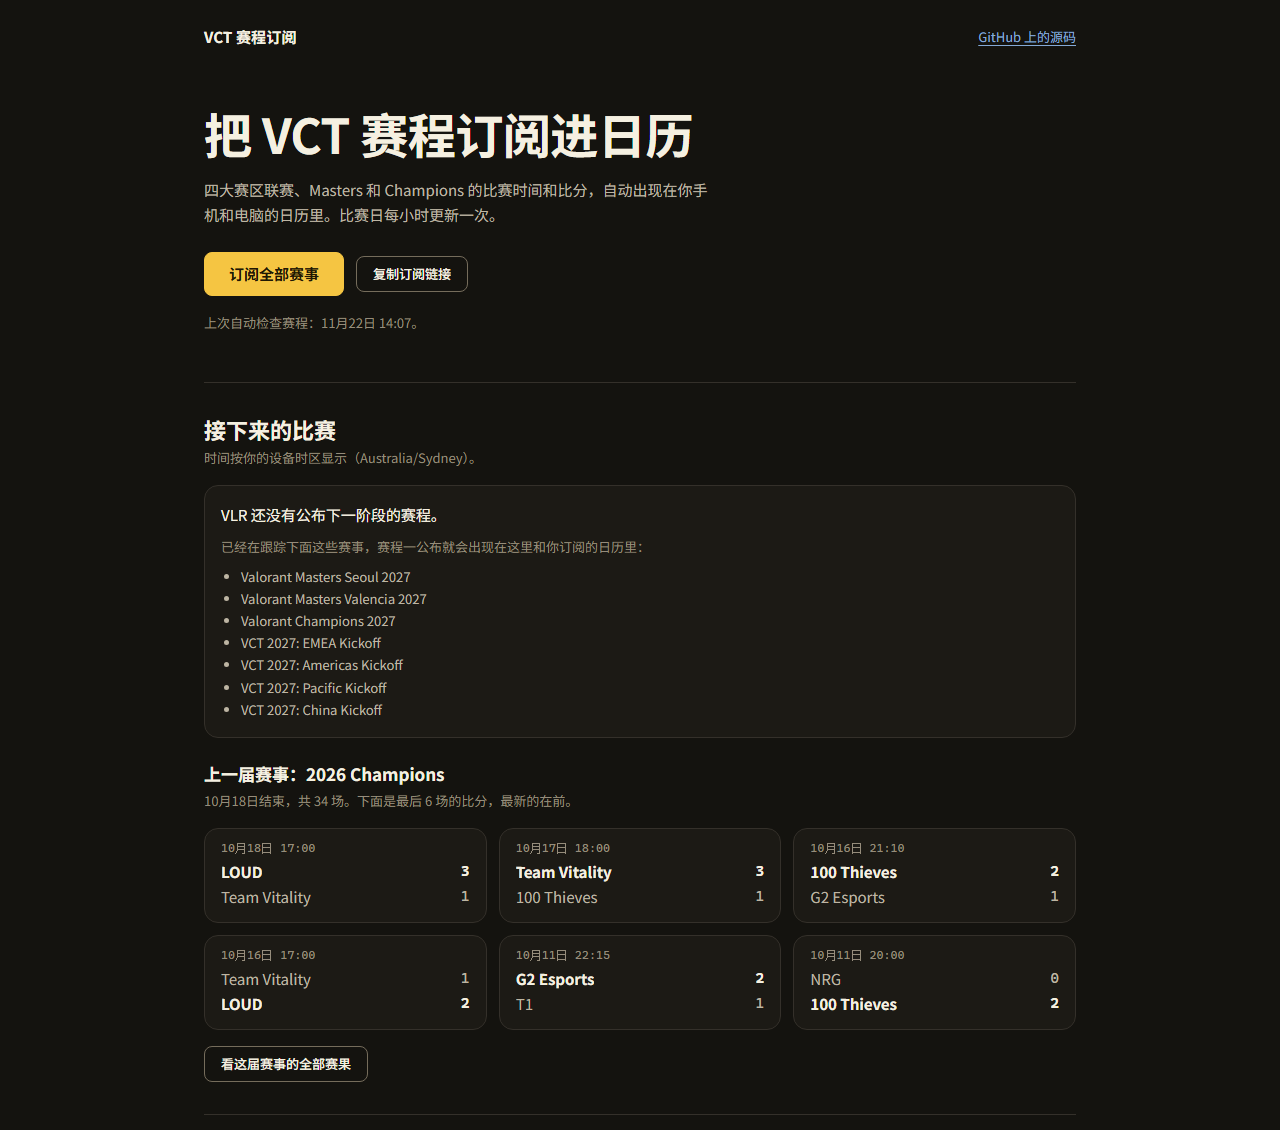 VCT 赛程订阅
GitHub 上的源码
把 VCT 赛程订阅进日历
四大赛区联赛、Masters 和 Champions 的比赛时间和比分，自动出现在你手
机和电脑的日历里。比赛日每小时更新一次。
订阅全部赛事
复制订阅链接
上次自动检查赛程：11月22日 14:07。
接下来的比赛
时间按你的设备时区显示（Australia/Sydney）。
VLR 还没有公布下一阶段的赛程。
已经在跟踪下面这些赛事，赛程一公布就会出现在这里和你订阅的日历里：
Valorant Masters Seoul 2027
Valorant Masters Valencia 2027
Valorant Champions 2027
VCT 2027: EMEA Kickoff
VCT 2027: Americas Kickoff
VCT 2027: Pacific Kickoff
VCT 2027: China Kickoff
上一届赛事：2026 Champions
10月18日结束，共 34 场。下面是最后 6 场的比分，最新的在前。
10月18日 17:00
LOUD 3
Team Vitality 1
10月17日 18:00
Team Vitality 3
100 Thieves 1
10月16日 21:10
100 Thieves 2
G2 Esports 1
10月16日 17:00
Team Vitality 1
LOUD 2
10月11日 22:15
G2 Esports 2
T1 1
10月11日 20:00
NRG 0
100 Thieves 2
看这届赛事的全部赛果